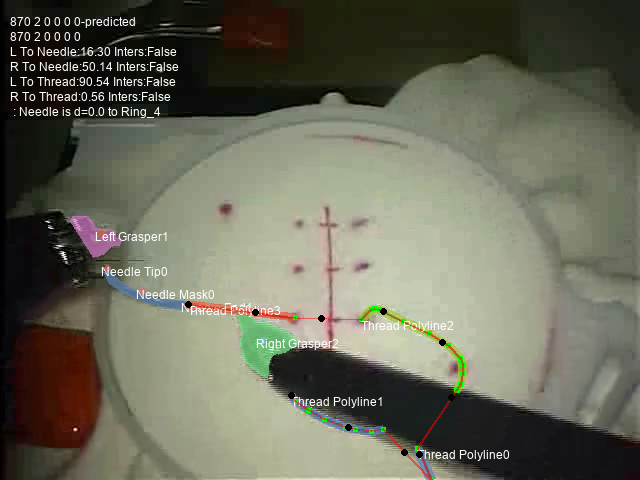 870 2 0 0 0 0-predicted
870 2 0 0 0 0
L To Needle:16.30 Inters:False
R To Needle:50.14 Inters:False
L To Thread:90.54 Inters:False
R To Thread:0.56 Inters:False
: Needle is d=0.0 to Ring_4
Left Grasper1
Needle Tip0
Needle Mask0
Thread Polyline3
Thread Polyline2
Right Grasper2
Thread Polyline1
Thread Polyline0